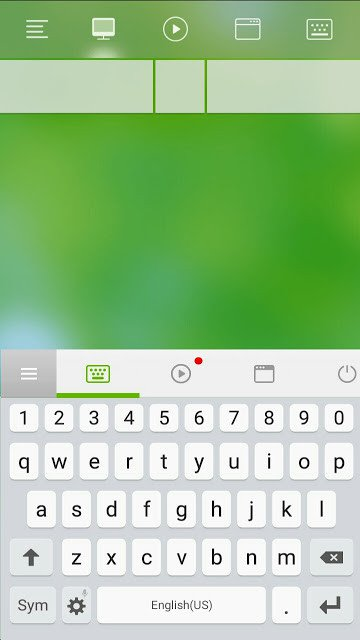 1 2 3 4 5 6 7 8 9 0
q w e r t y u i o p
a s d f g h j k l
z x c v b n m
Sym English(US) .